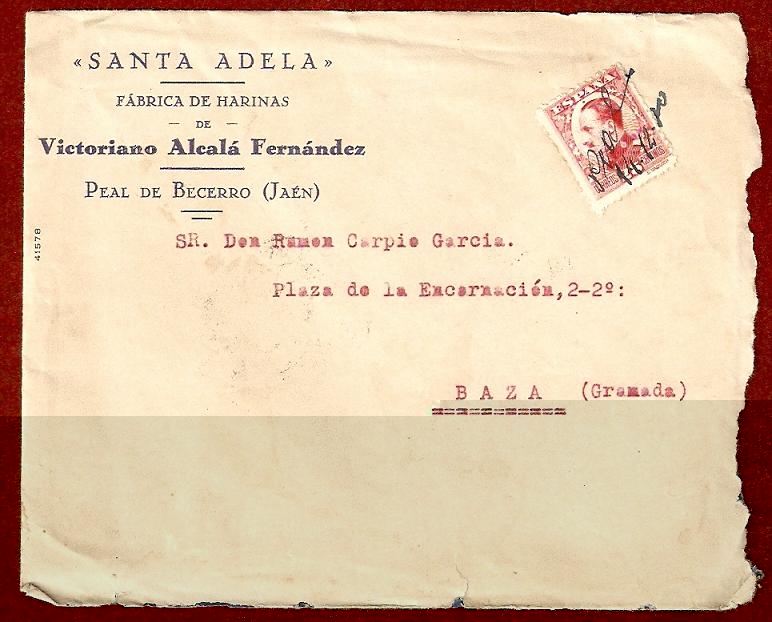 «SANTA ADELA»
FÁBRICA DE HARINAS
— DE —
Victoriano Alcalá Fernández
PEAL DE BECERRO (JAÉN)
41578
ESPAÑA
SR. Don Ramon Carpio Garcia.
Plaza de la Encarnación,2-2º:
B A Z A (Granada)